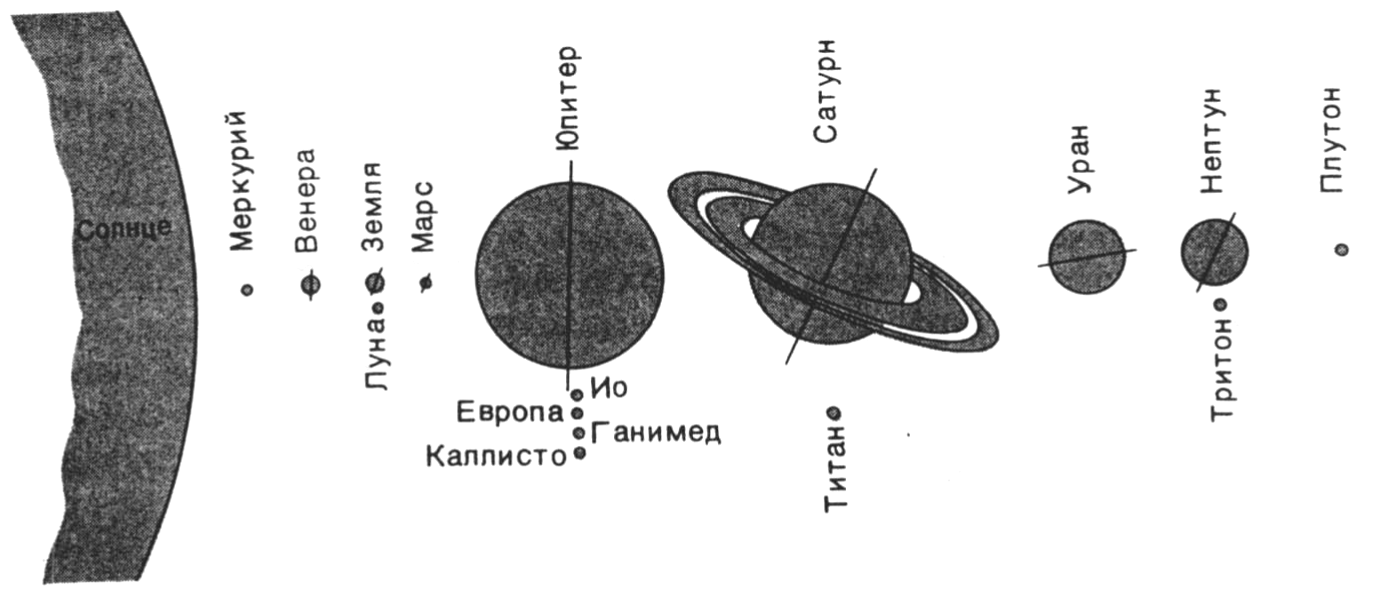 Солнце
Меркурий
Венера
Земля
Луна
Марс
Юпитер
Ио
Европа
Ганимед
Каллисто
Сатурн
Титан
Уран
Нептун
Тритон
Плутон